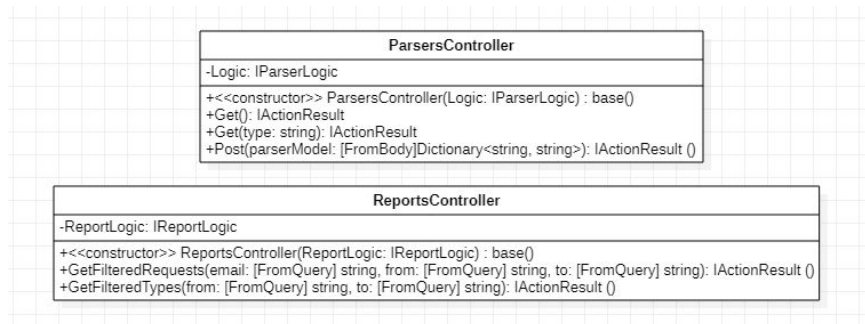 ParsersController
-Logic: IParserLogic
+<<constructor>> ParsersController(Logic: IParserLogic) : base()
+Get(): IActionResult
+Get(type: string): IActionResult
+Post(parserModel: [FromBody]Dictionary<string, string>): IActionResult ()
ReportsController
-ReportLogic: IReportLogic
+<<constructor>> ReportsController(ReportLogic: IReportLogic) : base()
+GetFilteredRequests(email: [FromQuery] string, from: [FromQuery] string, to: [FromQuery] string): IActionResult ()
+GetFilteredTypes(from: [FromQuery] string, to: [FromQuery] string): IActionResult ()